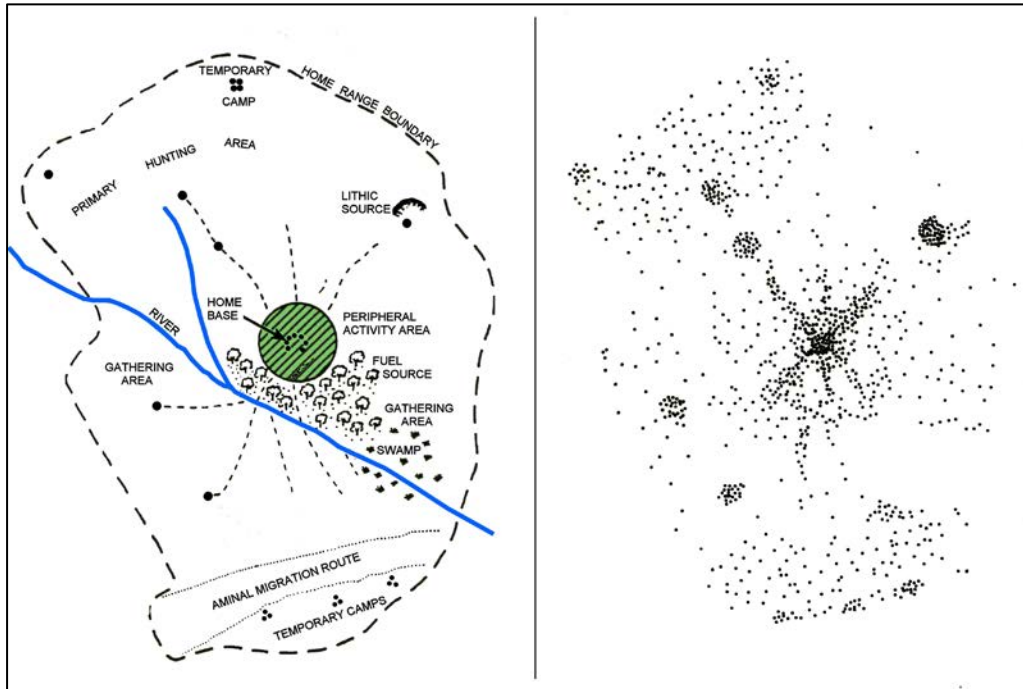 TEMPORARY
CAMP
HOME RANGE BOUNDARY
PRIMARY HUNTING AREA
LITHIC
SOURCE
HOME
BASE
PERIPHERAL
ACTIVITY AREA
RIVER
FUEL
SOURCE
GATHERING
AREA
GATHERING
AREA
SWAMP
AMINAL MIGRATION ROUTE
TEMPORARY CAMPS